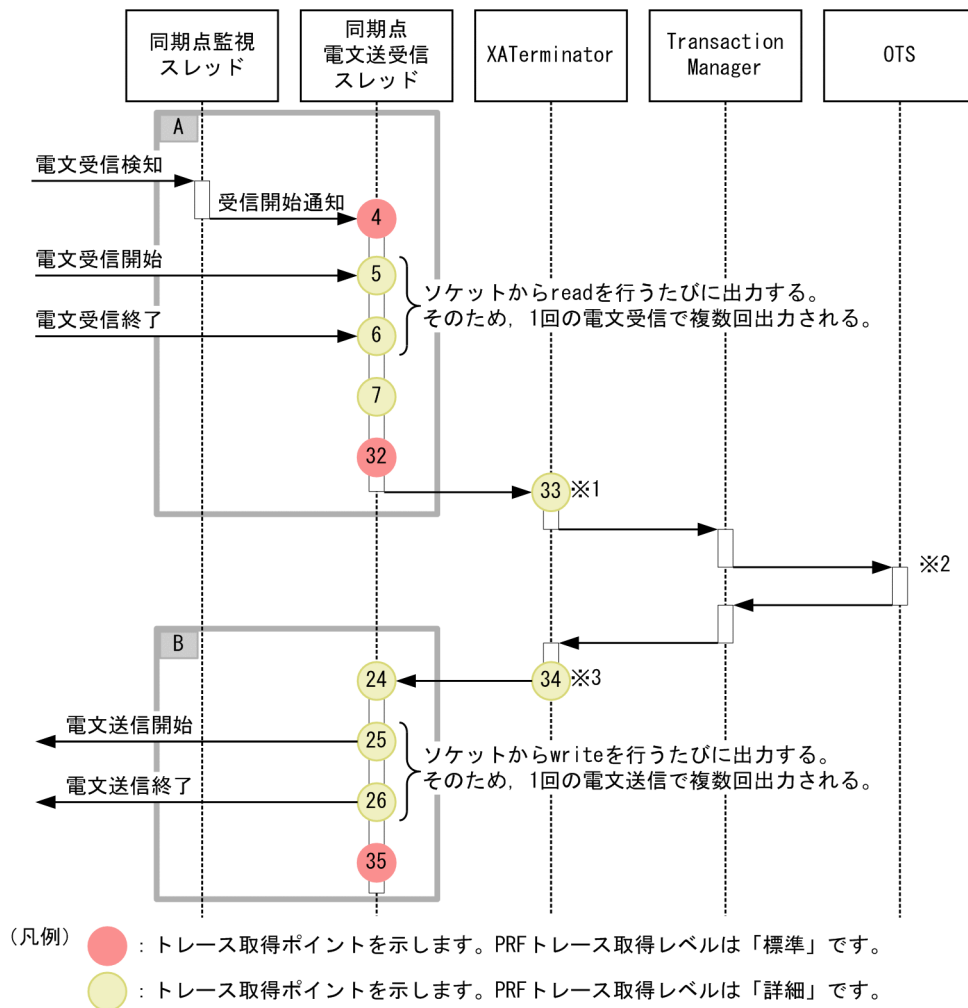 同期点監視
スレッド
同期点
電文送受信
スレッド
XATerminator
Transaction
Manager
OTS
A
電文受信検知
受信開始通知
4
電文受信開始
5
ソケットからreadを行うたびに出力する。
そのため，1回の電文受信で複数回出力される。
電文受信終了
6
7
32
33
※1
※2
B
24
34
※3
電文送信開始
25
ソケットからwriteを行うたびに出力する。
そのため，1回の電文送信で複数回出力される。
電文送信終了
26
35
(凡例)
：トレース取得ポイントを示します。PRFトレース取得レベルは「標準」です。
：トレース取得ポイントを示します。PRFトレース取得レベルは「詳細」です。